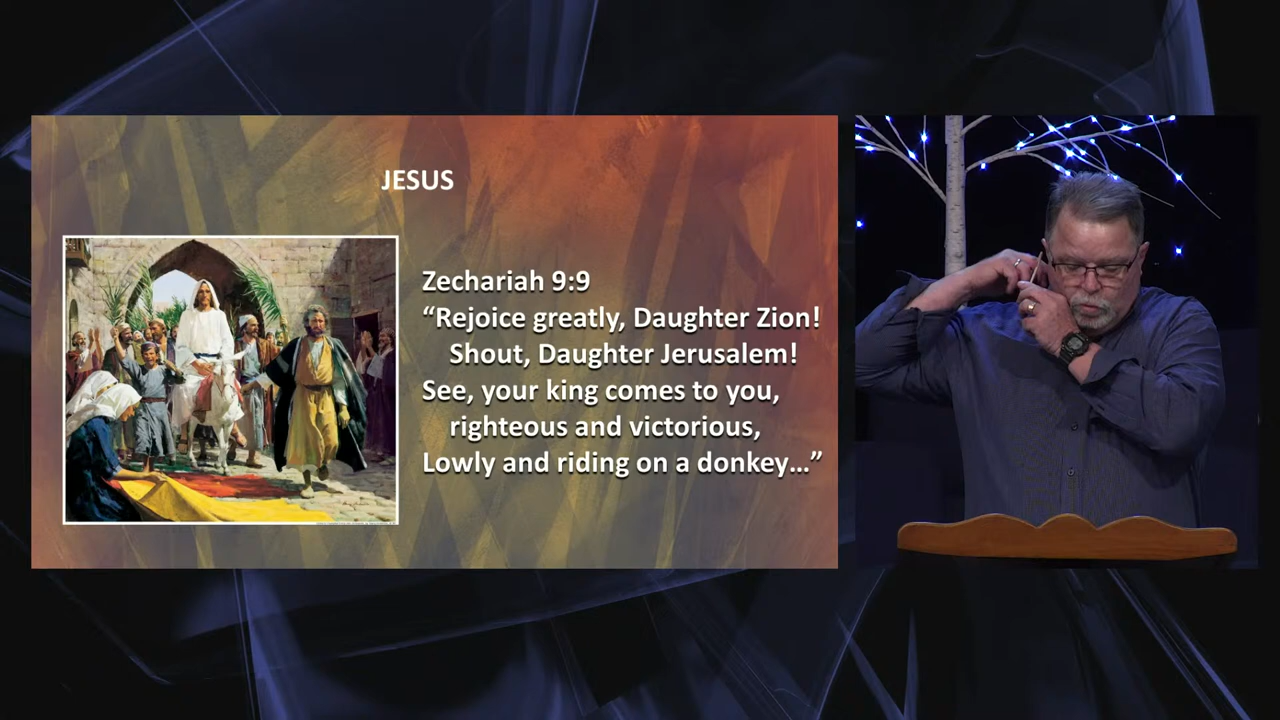 JESUS
Zechariah 9:9
“Rejoice greatly, Daughter Zion!
Shout, Daughter Jerusalem!
See, your king comes to you,
righteous and victorious,
Lowly and riding on a donkey...”